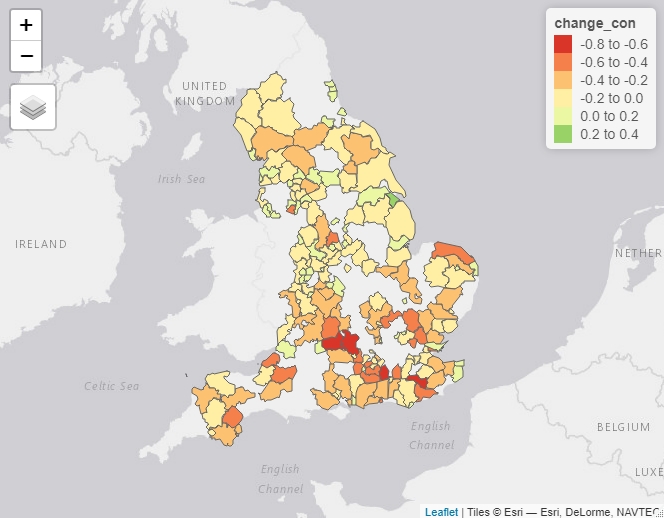 +
−
change_con
-0.8 to -0.6
-0.6 to -0.4
-0.4 to -0.2
-0.2 to 0.0
0.0 to 0.2
0.2 to 0.4
UNITED
KINGDOM
Irish Sea
IRELAND
NETHER
Celtic Sea
English
Channel
BELGIUM
English
Channel
LUXE
Leaflet | Tiles © Esri — Esri, DeLorme, NAVTEQ